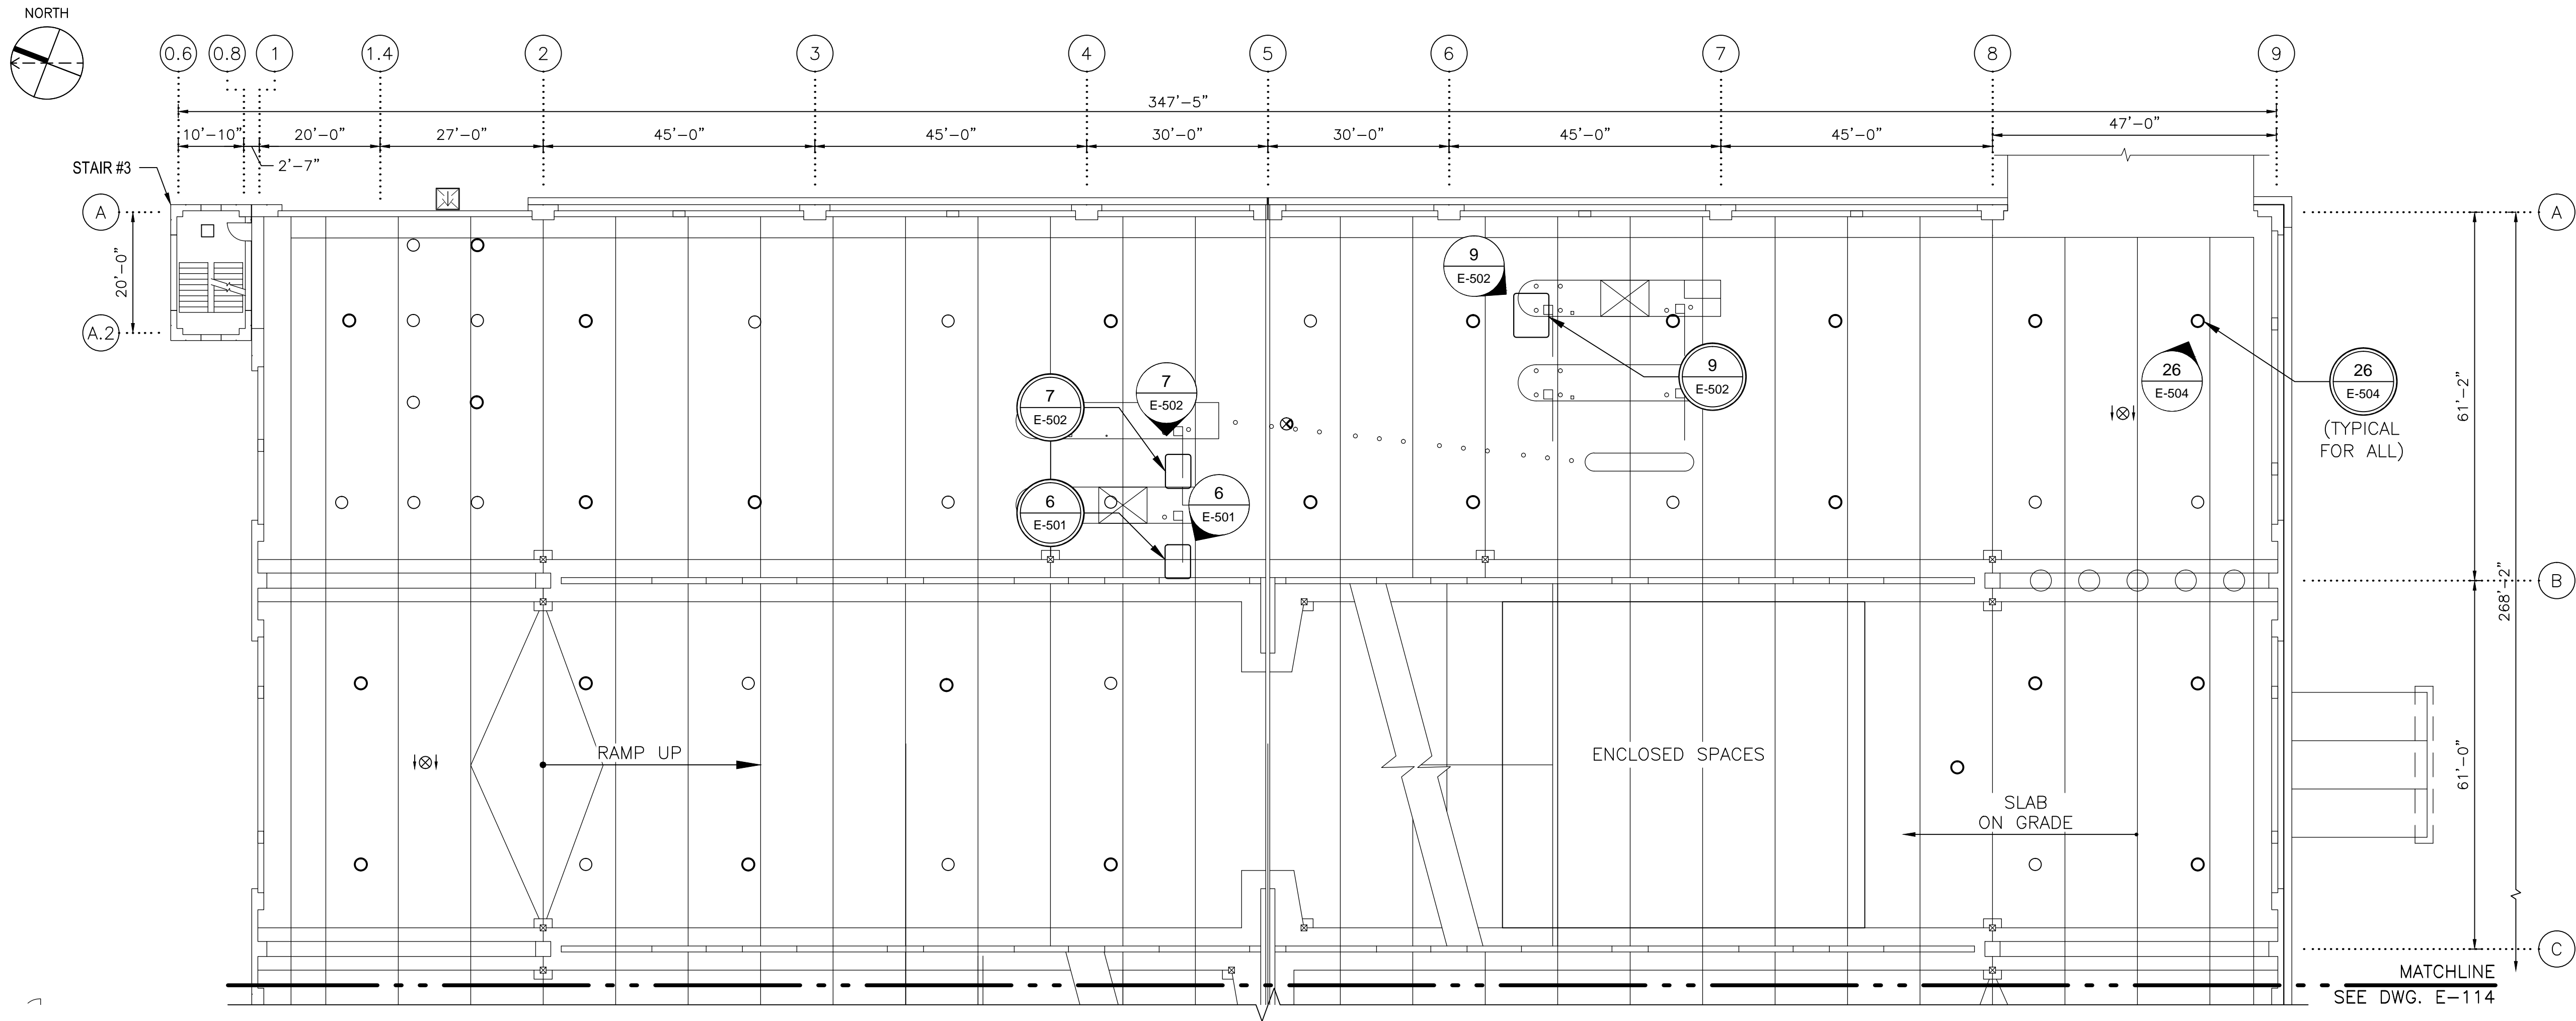 NORTH
0.6
0.8
1
1.4
2
3
4
5
6
7
8
9
347'-5"
10'-10"
20'-0"
27'-0"
45'-0"
45'-0"
30'-0"
30'-0"
45'-0"
45'-0"
47'-0"
2'-7"
STAIR #3
A
A
20'-0"
A.2
9
E-502
9
E-502
7
E-502
7
E-502
26
E-504
26
E-504
(TYPICAL
FOR ALL)
61'-2"
6
E-501
6
E-501
B
268'-2"
RAMP UP
ENCLOSED SPACES
61'-0"
SLAB
ON GRADE
C
MATCHLINE
SEE DWG. E-114